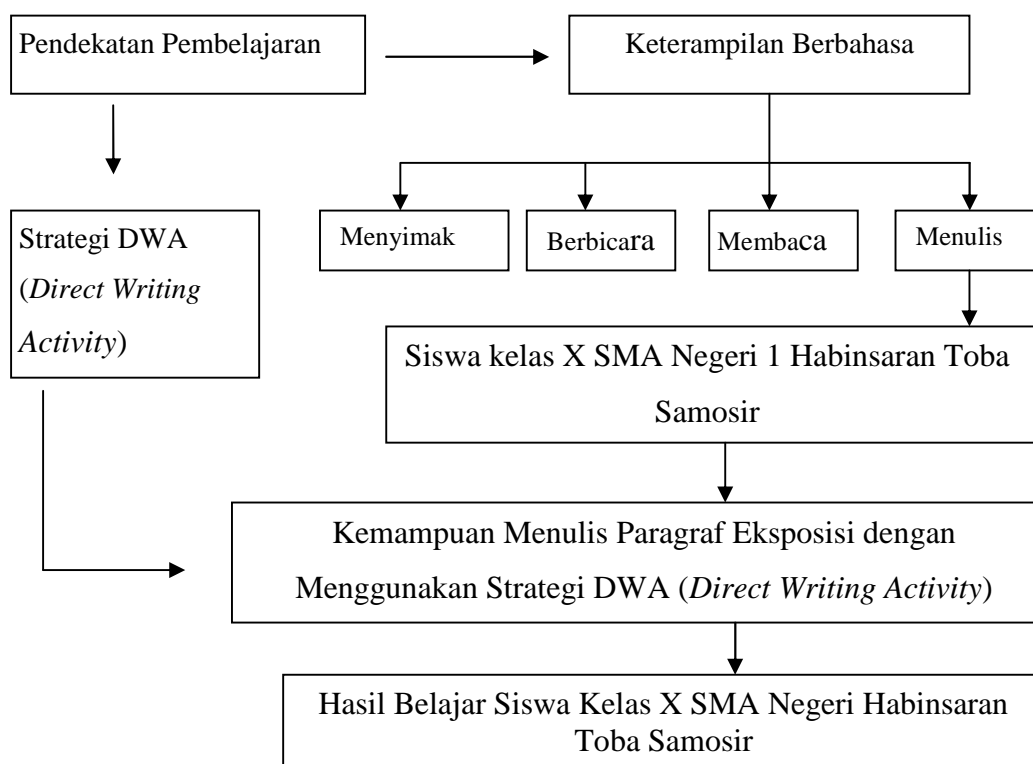 Pendekatan Pembelajaran
Keterampilan Berbahasa
Strategi DWA
(Direct Writing
Activity)
Menyimak
Berbicara
Membaca
Menulis
Siswa kelas X SMA Negeri 1 Habinsaran Toba
Samosir
Kemampuan Menulis Paragraf Eksposisi dengan
Menggunakan Strategi DWA (Direct Writing Activity)
Hasil Belajar Siswa Kelas X SMA Negeri Habinsaran
Toba Samosir